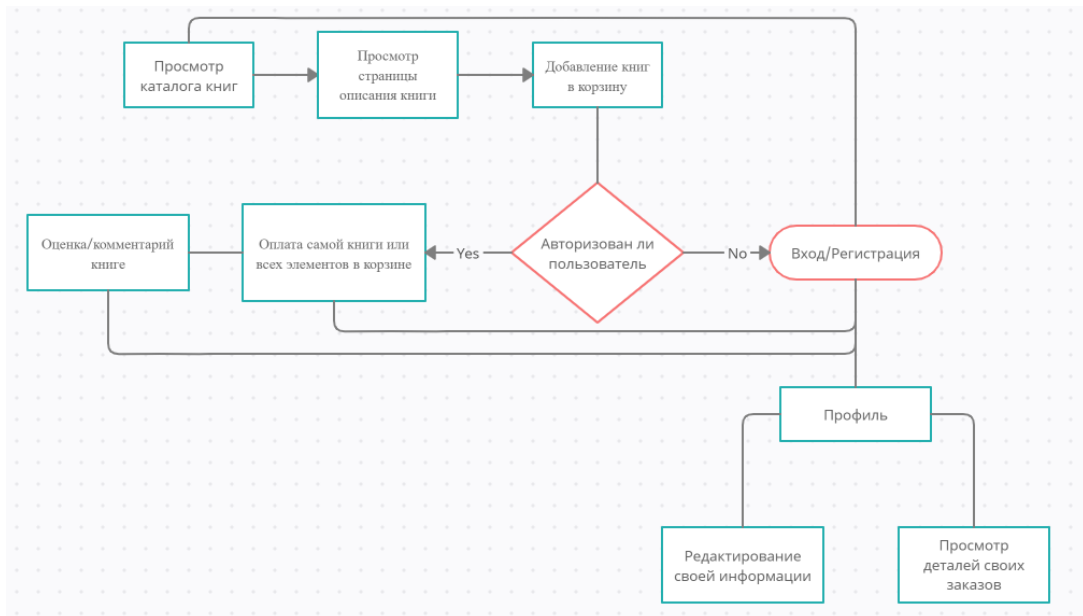 Просмотр
каталога книг
Просмотр
страницы
описания книги
Добавление книг
в корзину
Оценка/комментарий
книге
Оплата самой книги или
всех элементов в корзине
Yes
Авторизован ли
пользователь
No
Вход/Регистрация
Профиль
Редактирование
своей информации
Просмотр
деталей своих
заказов